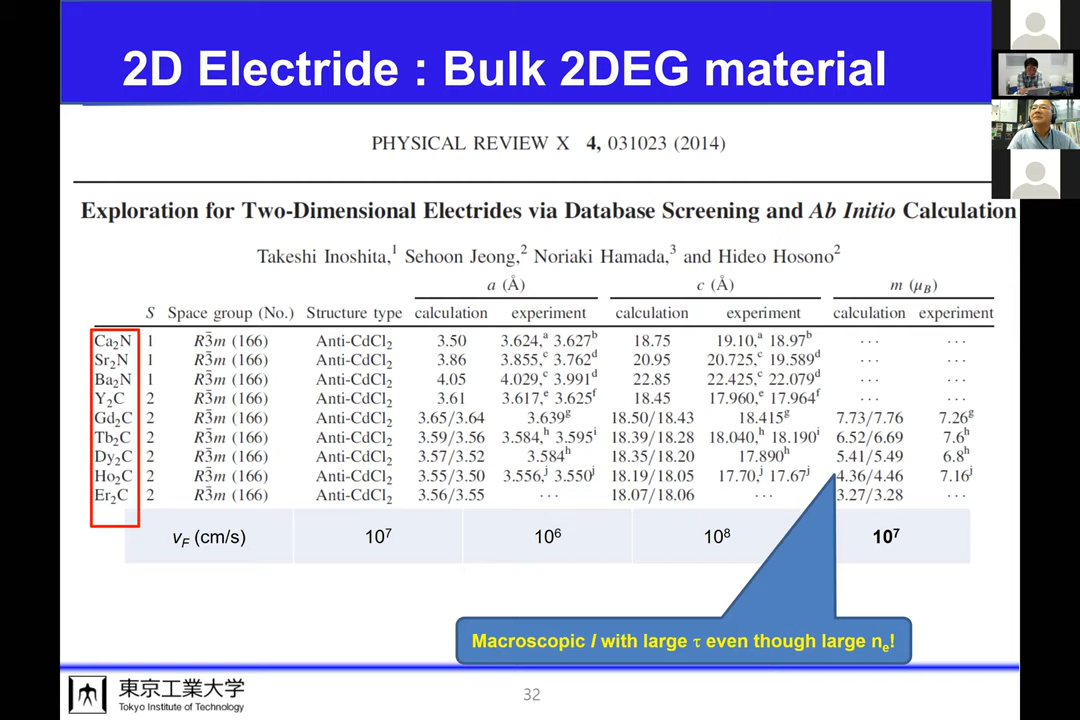 2D Electride : Bulk 2DEG material
PHYSICAL REVIEW X 4, 031023 (2014)
Exploration for Two-Dimensional Electrides via Database Screening and Ab Initio Calculation
Takeshi Inoshita,¹ Sehoon Jeong,² Noriaki Hamada,³ and Hideo Hosono²
a (Å) c (Å) m (μB)
S Space group (No.) Structure type calculation experiment calculation experiment calculation experiment
Ca₂N 1 R3̄m (166) Anti-CdCl₂ 3.50 3.624,ᵃ 3.627ᵇ 18.75 19.10,ᵃ 18.97ᵇ ··· ···
Sr₂N 1 R3̄m (166) Anti-CdCl₂ 3.86 3.855,ᶜ 3.762ᵈ 20.95 20.725,ᶜ 19.589ᵈ ··· ···
Ba₂N 1 R3̄m (166) Anti-CdCl₂ 4.05 4.029,ᶜ 3.991ᵈ 22.85 22.425,ᶜ 22.079ᵈ ··· ···
Y₂C 2 R3̄m (166) Anti-CdCl₂ 3.61 3.617,ᵉ 3.625ᶠ 18.45 17.960,ᵉ 17.964ᶠ ··· ···
Gd₂C 2 R3̄m (166) Anti-CdCl₂ 3.65/3.64 3.639ᵍ 18.50/18.43 18.415ᵍ 7.73/7.76 7.26ᵍ
Tb₂C 2 R3̄m (166) Anti-CdCl₂ 3.59/3.56 3.584,ʰ 3.595ⁱ 18.39/18.28 18.040,ʰ 18.190ⁱ 6.52/6.69 7.6ʰ
Dy₂C 2 R3̄m (166) Anti-CdCl₂ 3.57/3.52 3.584ʰ 18.35/18.20 17.890ʰ 5.41/5.49 6.8ʰ
Ho₂C 2 R3̄m (166) Anti-CdCl₂ 3.55/3.50 3.556,ʲ 3.550ʲ 18.19/18.05 17.70,ʲ 17.67ʲ 4.36/4.46 7.16ʲ
Er₂C 2 R3̄m (166) Anti-CdCl₂ 3.56/3.55 ··· 18.07/18.06 ··· 3.27/3.28 ···
vF (cm/s) 10⁷ 10⁶ 10⁸ 10⁷
Macroscopic l with large τ even though large nₑ!
東京工業大学
Tokyo Institute of Technology
32